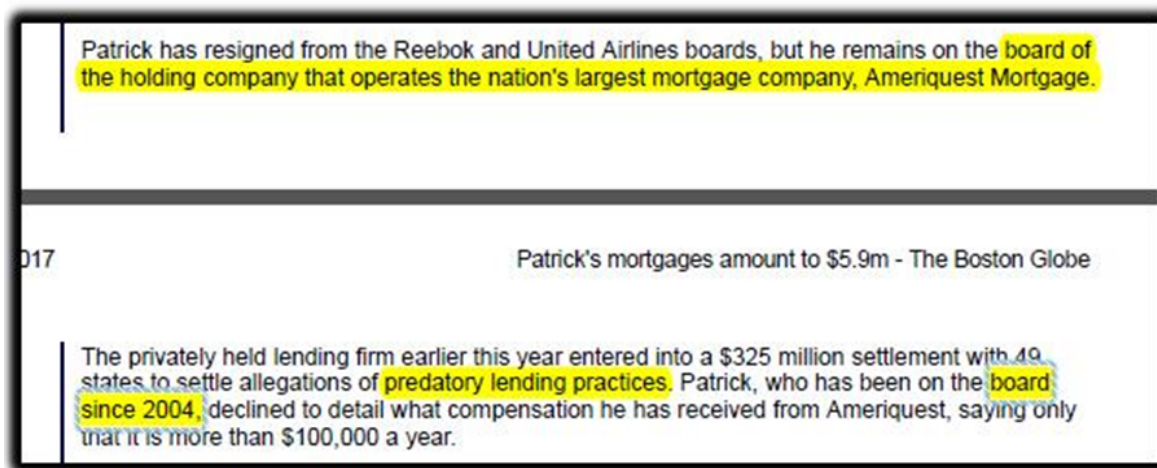 Patrick has resigned from the Reebok and United Airlines boards, but he remains on the board of
the holding company that operates the nation's largest mortgage company, Ameriquest Mortgage.
017 Patrick's mortgages amount to $5.9m - The Boston Globe
The privately held lending firm earlier this year entered into a $325 million settlement with 49
states to settle allegations of predatory lending practices. Patrick, who has been on the board
since 2004, declined to detail what compensation he has received from Ameriquest, saying only
that it is more than $100,000 a year.